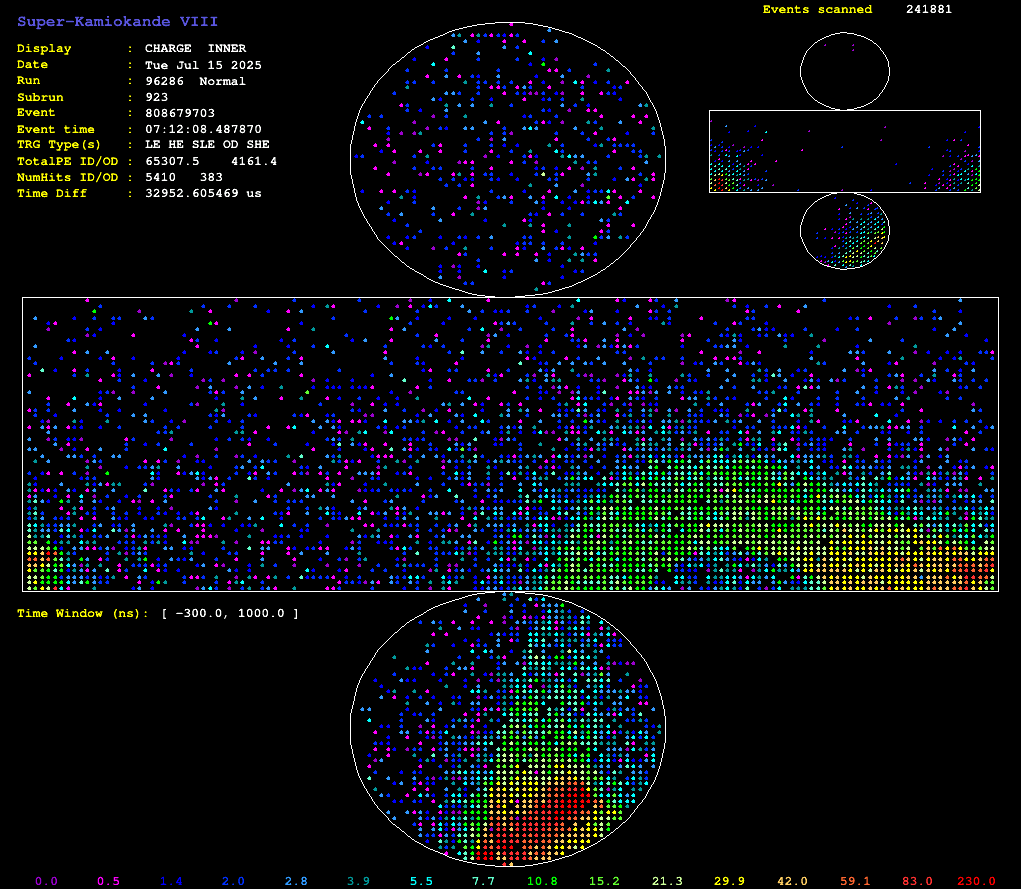 Super-Kamiokande VIII
Display : CHARGE INNER
Date : Tue Jul 15 2025
Run : 96286 Normal
Subrun : 923
Event : 808679703
Event time : 07:12:08.487870
TRG Type(s) : LE HE SLE OD SHE
TotalPE ID/OD : 65307.5 4161.4
NumHits ID/OD : 5410 383
Time Diff : 32952.605469 us
Events scanned 241881
Time Window (ns): [ -300.0, 1000.0 ]
0.0 0.5 1.4 2.0 2.8 3.9 5.5 7.7 10.8 15.2 21.3 29.9 42.0 59.1 83.0 230.0